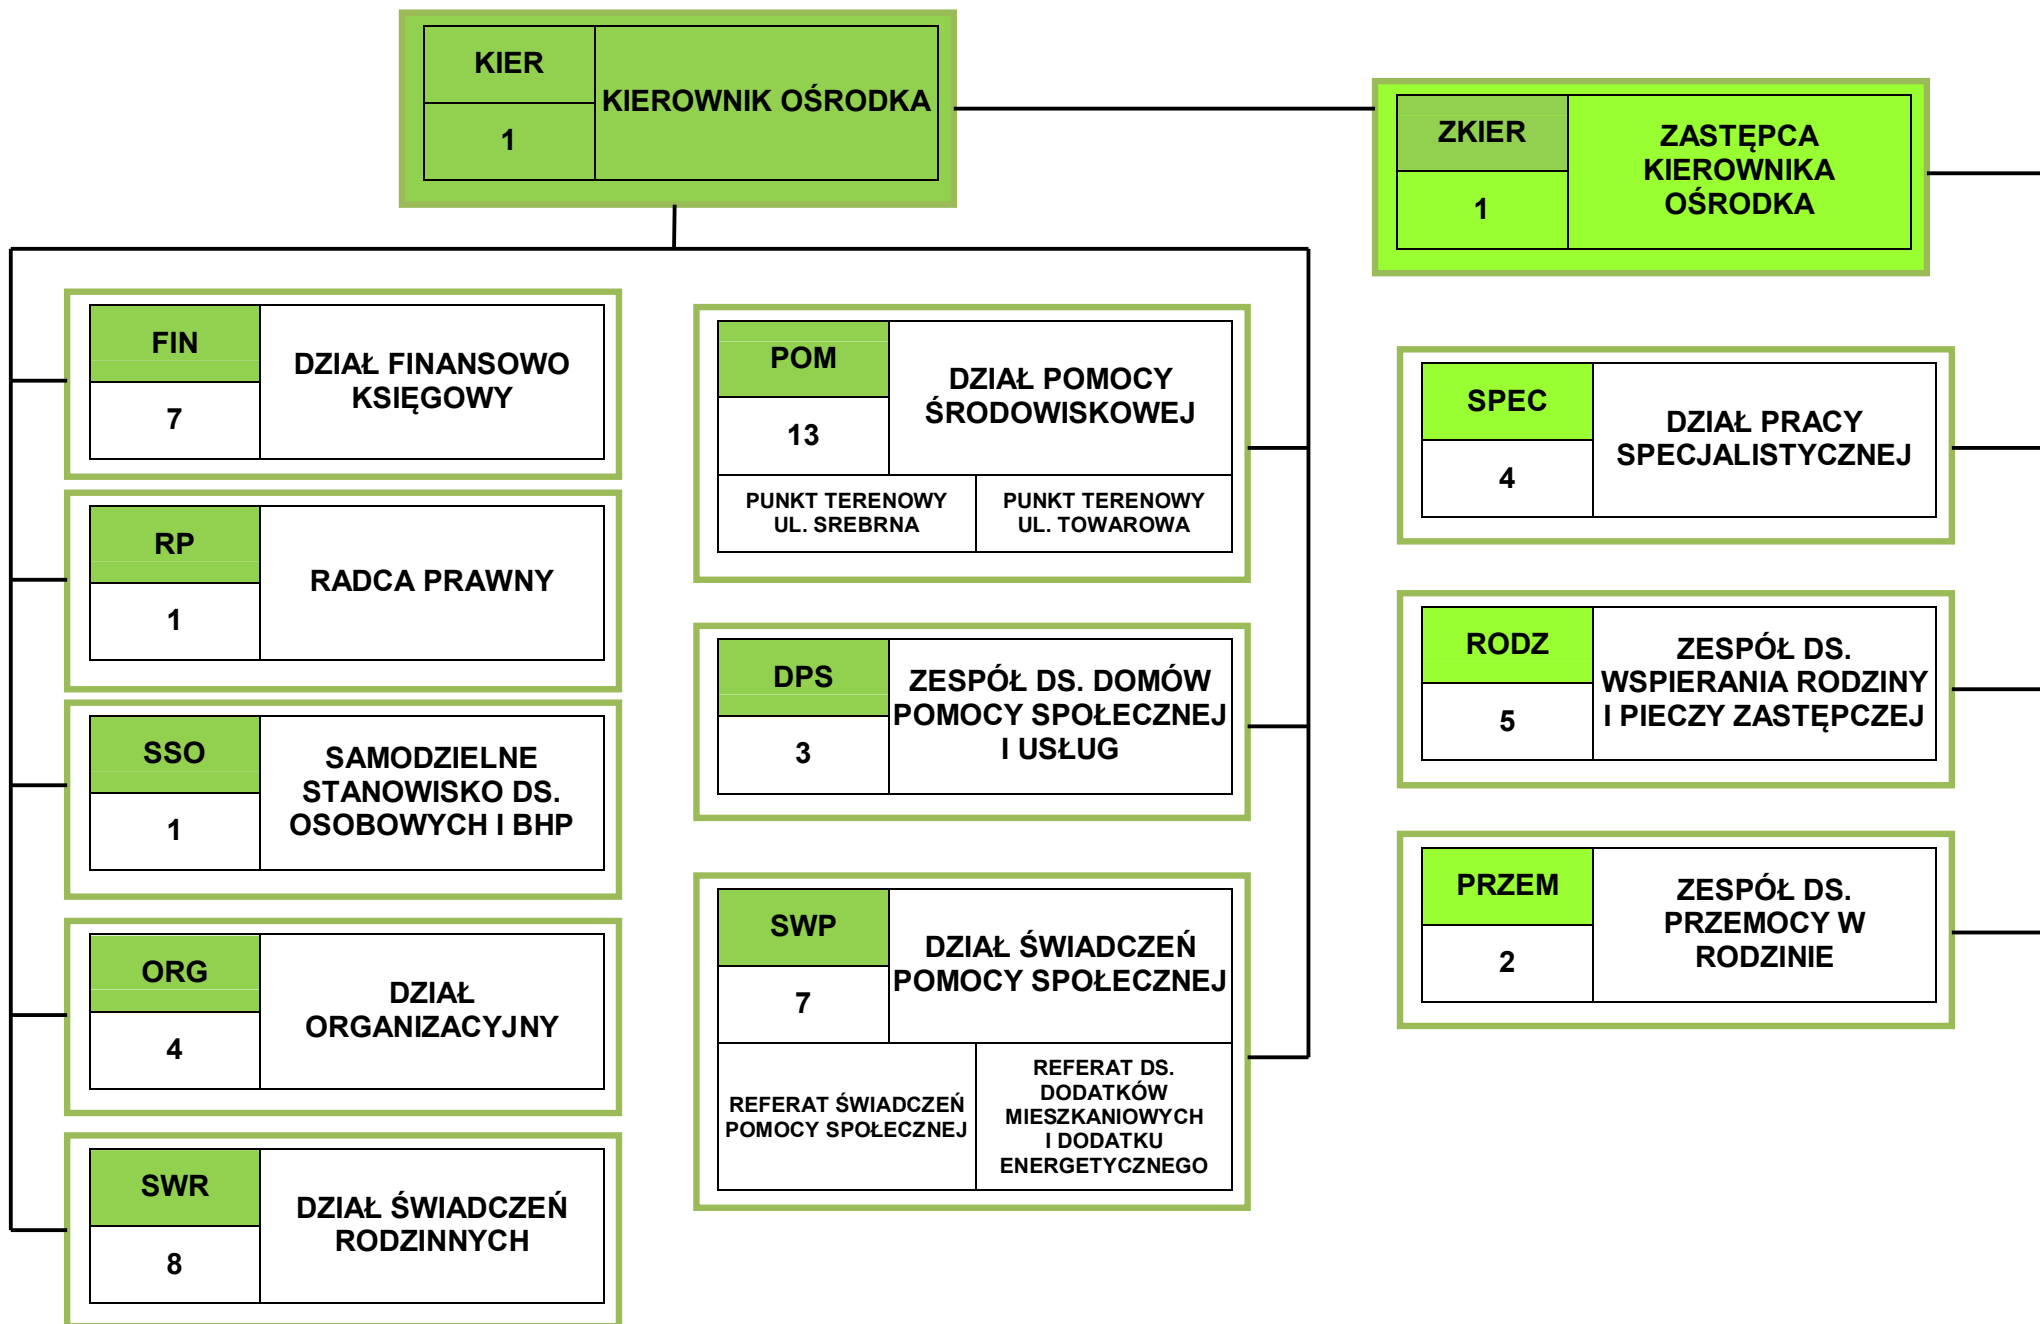 KIER
1
KIEROWNIK OŚRODKA
ZKIER
1
ZASTĘPCA
KIEROWNIKA
OŚRODKA
FIN
7
DZIAŁ FINANSOWO
KSIĘGOWY
RP
1
RADCA PRAWNY
SSO
1
SAMODZIELNE
STANOWISKO DS.
OSOBOWYCH I BHP
ORG
4
DZIAŁ
ORGANIZACYJNY
SWR
8
DZIAŁ ŚWIADCZEŃ
RODZINNYCH
POM
13
DZIAŁ POMOCY
ŚRODOWISKOWEJ
PUNKT TERENOWY
UL. SREBRNA
PUNKT TERENOWY
UL. TOWAROWA
DPS
3
ZESPÓŁ DS. DOMÓW
POMOCY SPOŁECZNEJ
I USŁUG
SWP
7
DZIAŁ ŚWIADCZEŃ
POMOCY SPOŁECZNEJ
REFERAT ŚWIADCZEŃ
POMOCY SPOŁECZNEJ
REFERAT DS.
DODATKÓW
MIESZKANIOWYCH
I DODATKU
ENERGETYCZNEGO
SPEC
4
DZIAŁ PRACY
SPECJALISTYCZNEJ
RODZ
5
ZESPÓŁ DS.
WSPIERANIA RODZINY
I PIECZY ZASTĘPCZEJ
PRZEM
2
ZESPÓŁ DS.
PRZEMOCY W
RODZINIE